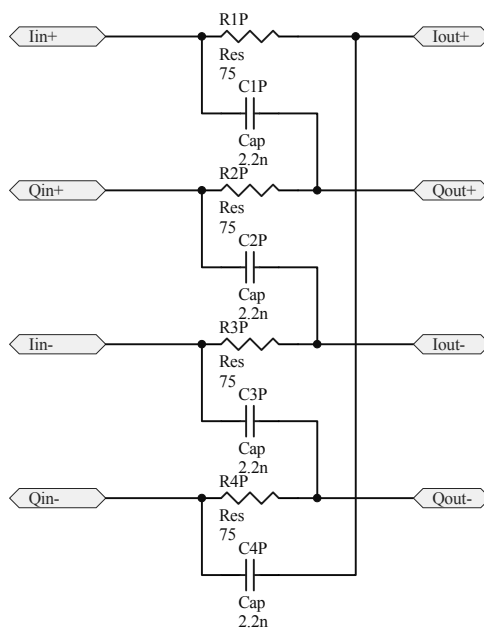 Iin+
R1P
Iout+
Res
75
C1P
Cap
2.2n
Qin+
R2P
Qout+
Res
75
C2P
Cap
2.2n
Iin-
R3P
Iout-
Res
75
C3P
Cap
2.2n
Qin-
R4P
Qout-
Res
75
C4P
Cap
2.2n